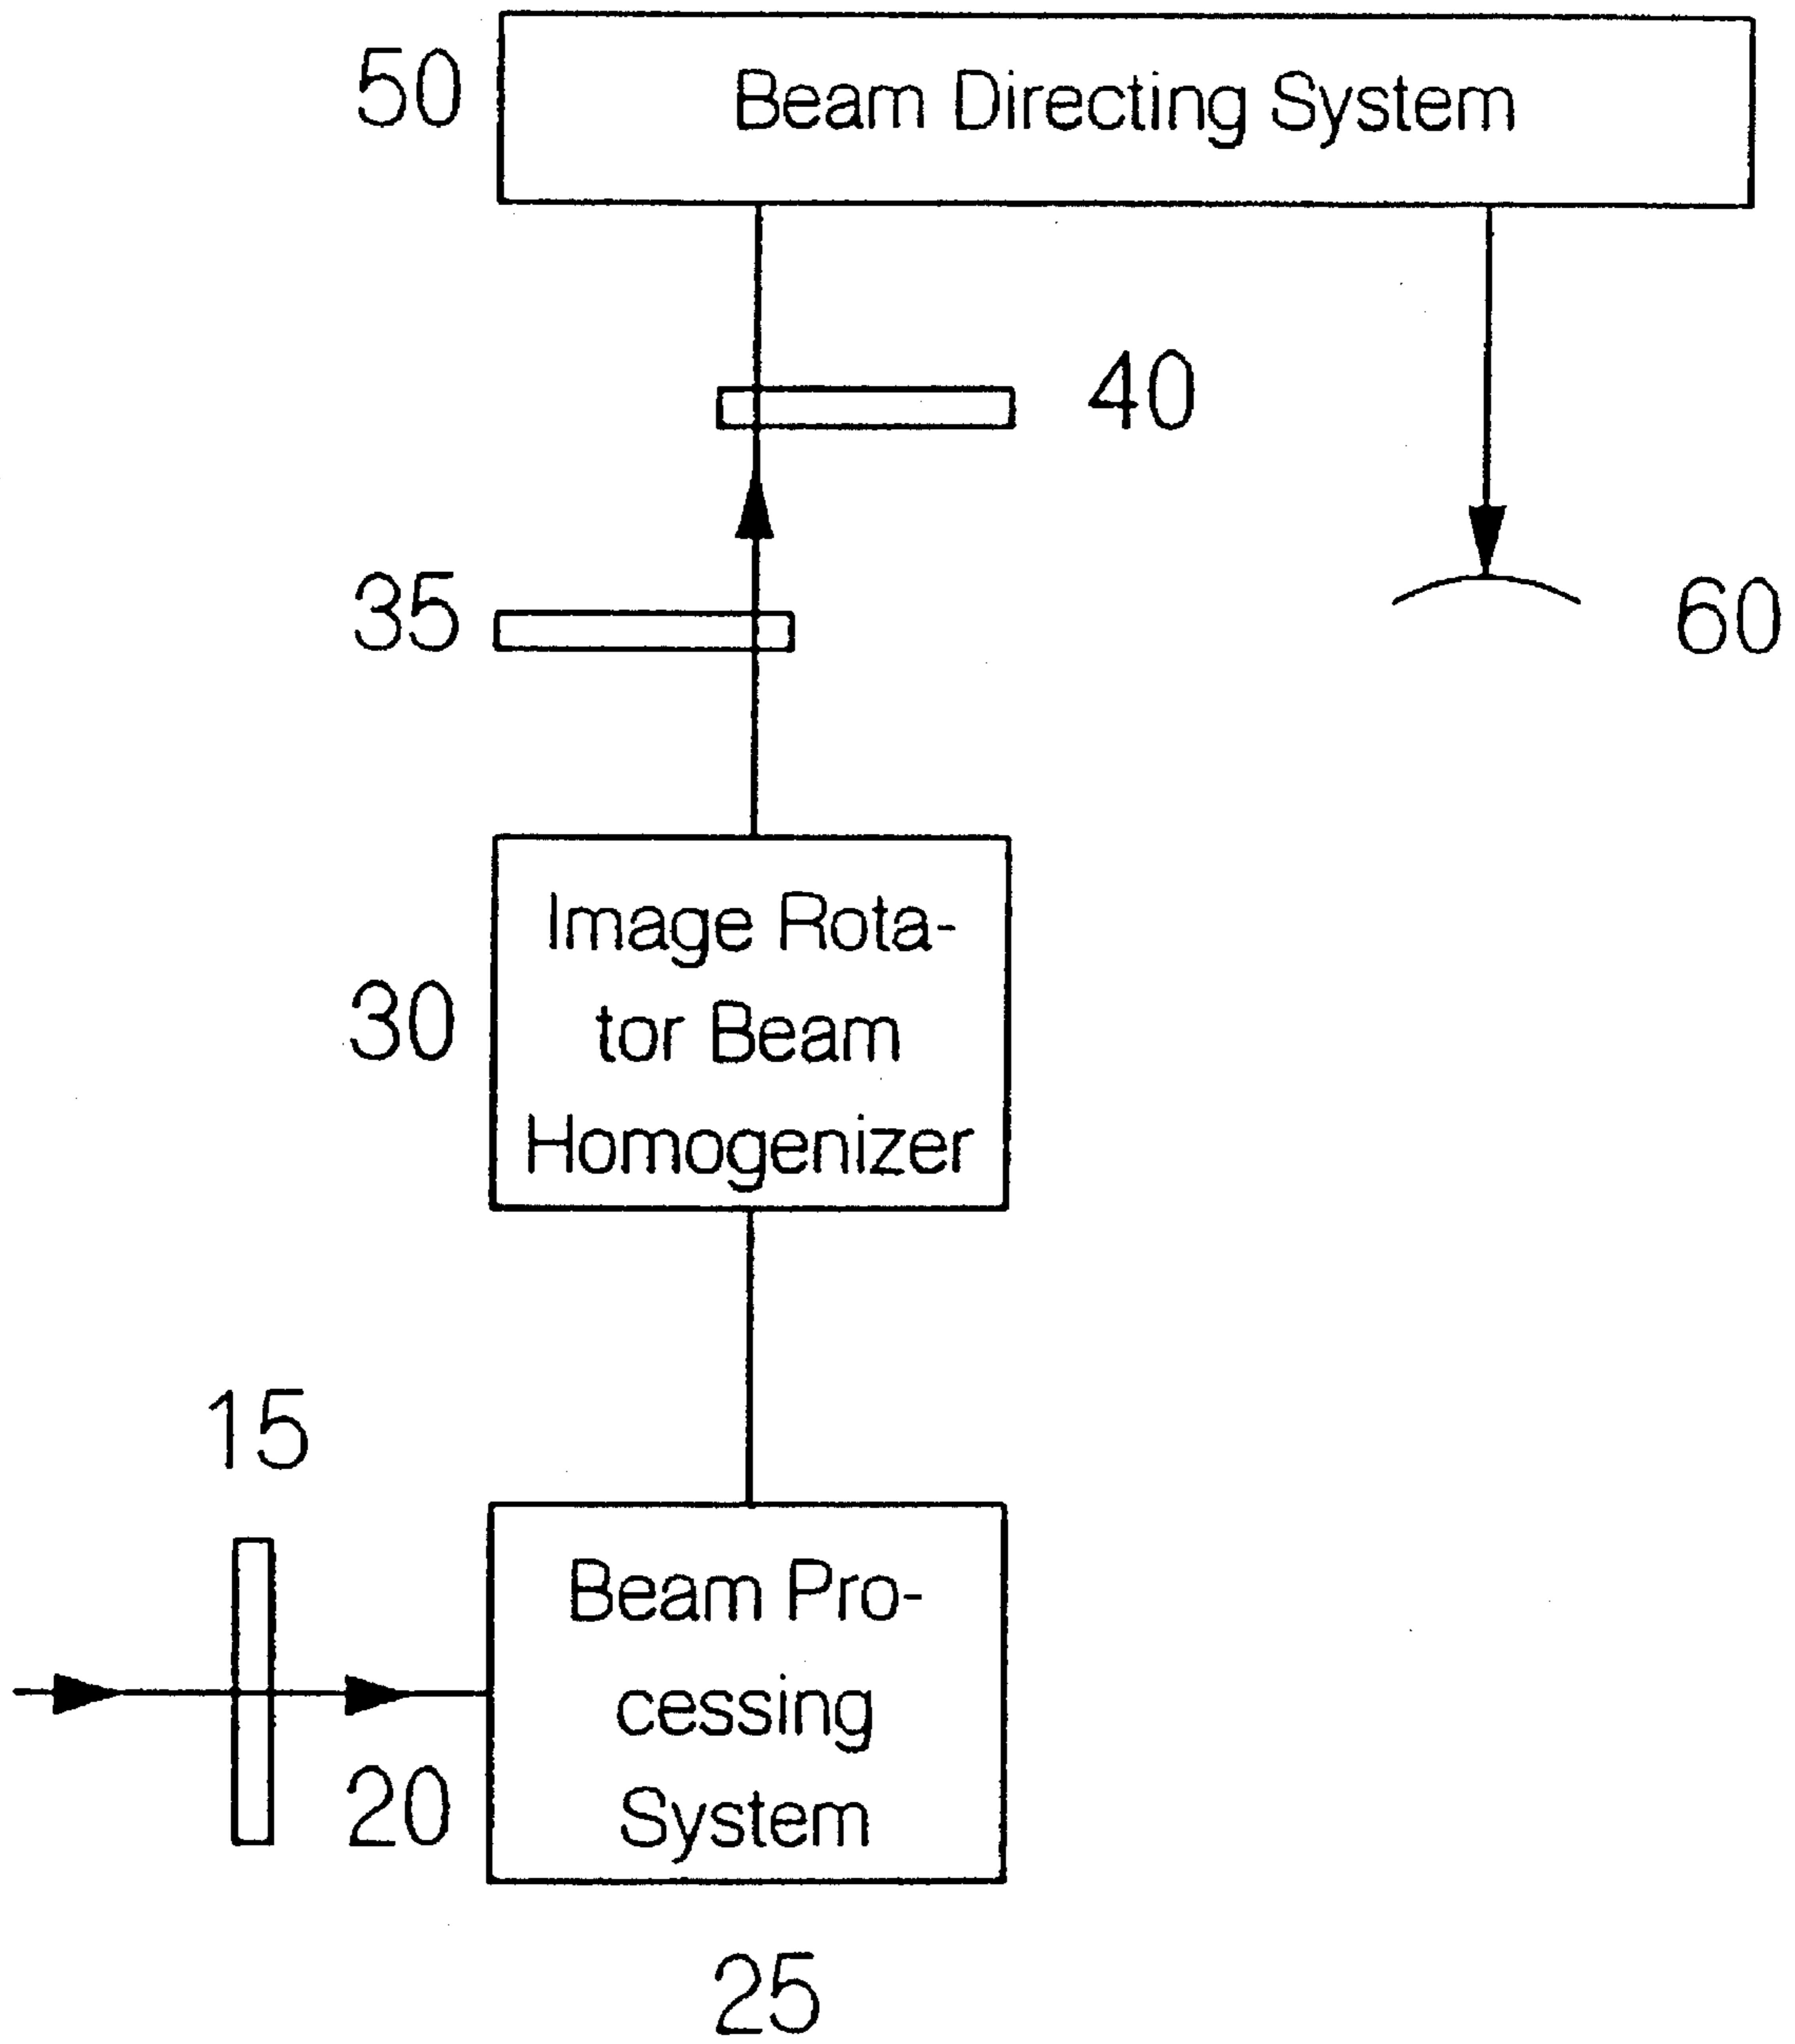 50
Beam Directing System
40
35
60
30
Image Rota-
tor Beam
Homogenizer
15
20
Beam Pro-
cessing
System
25